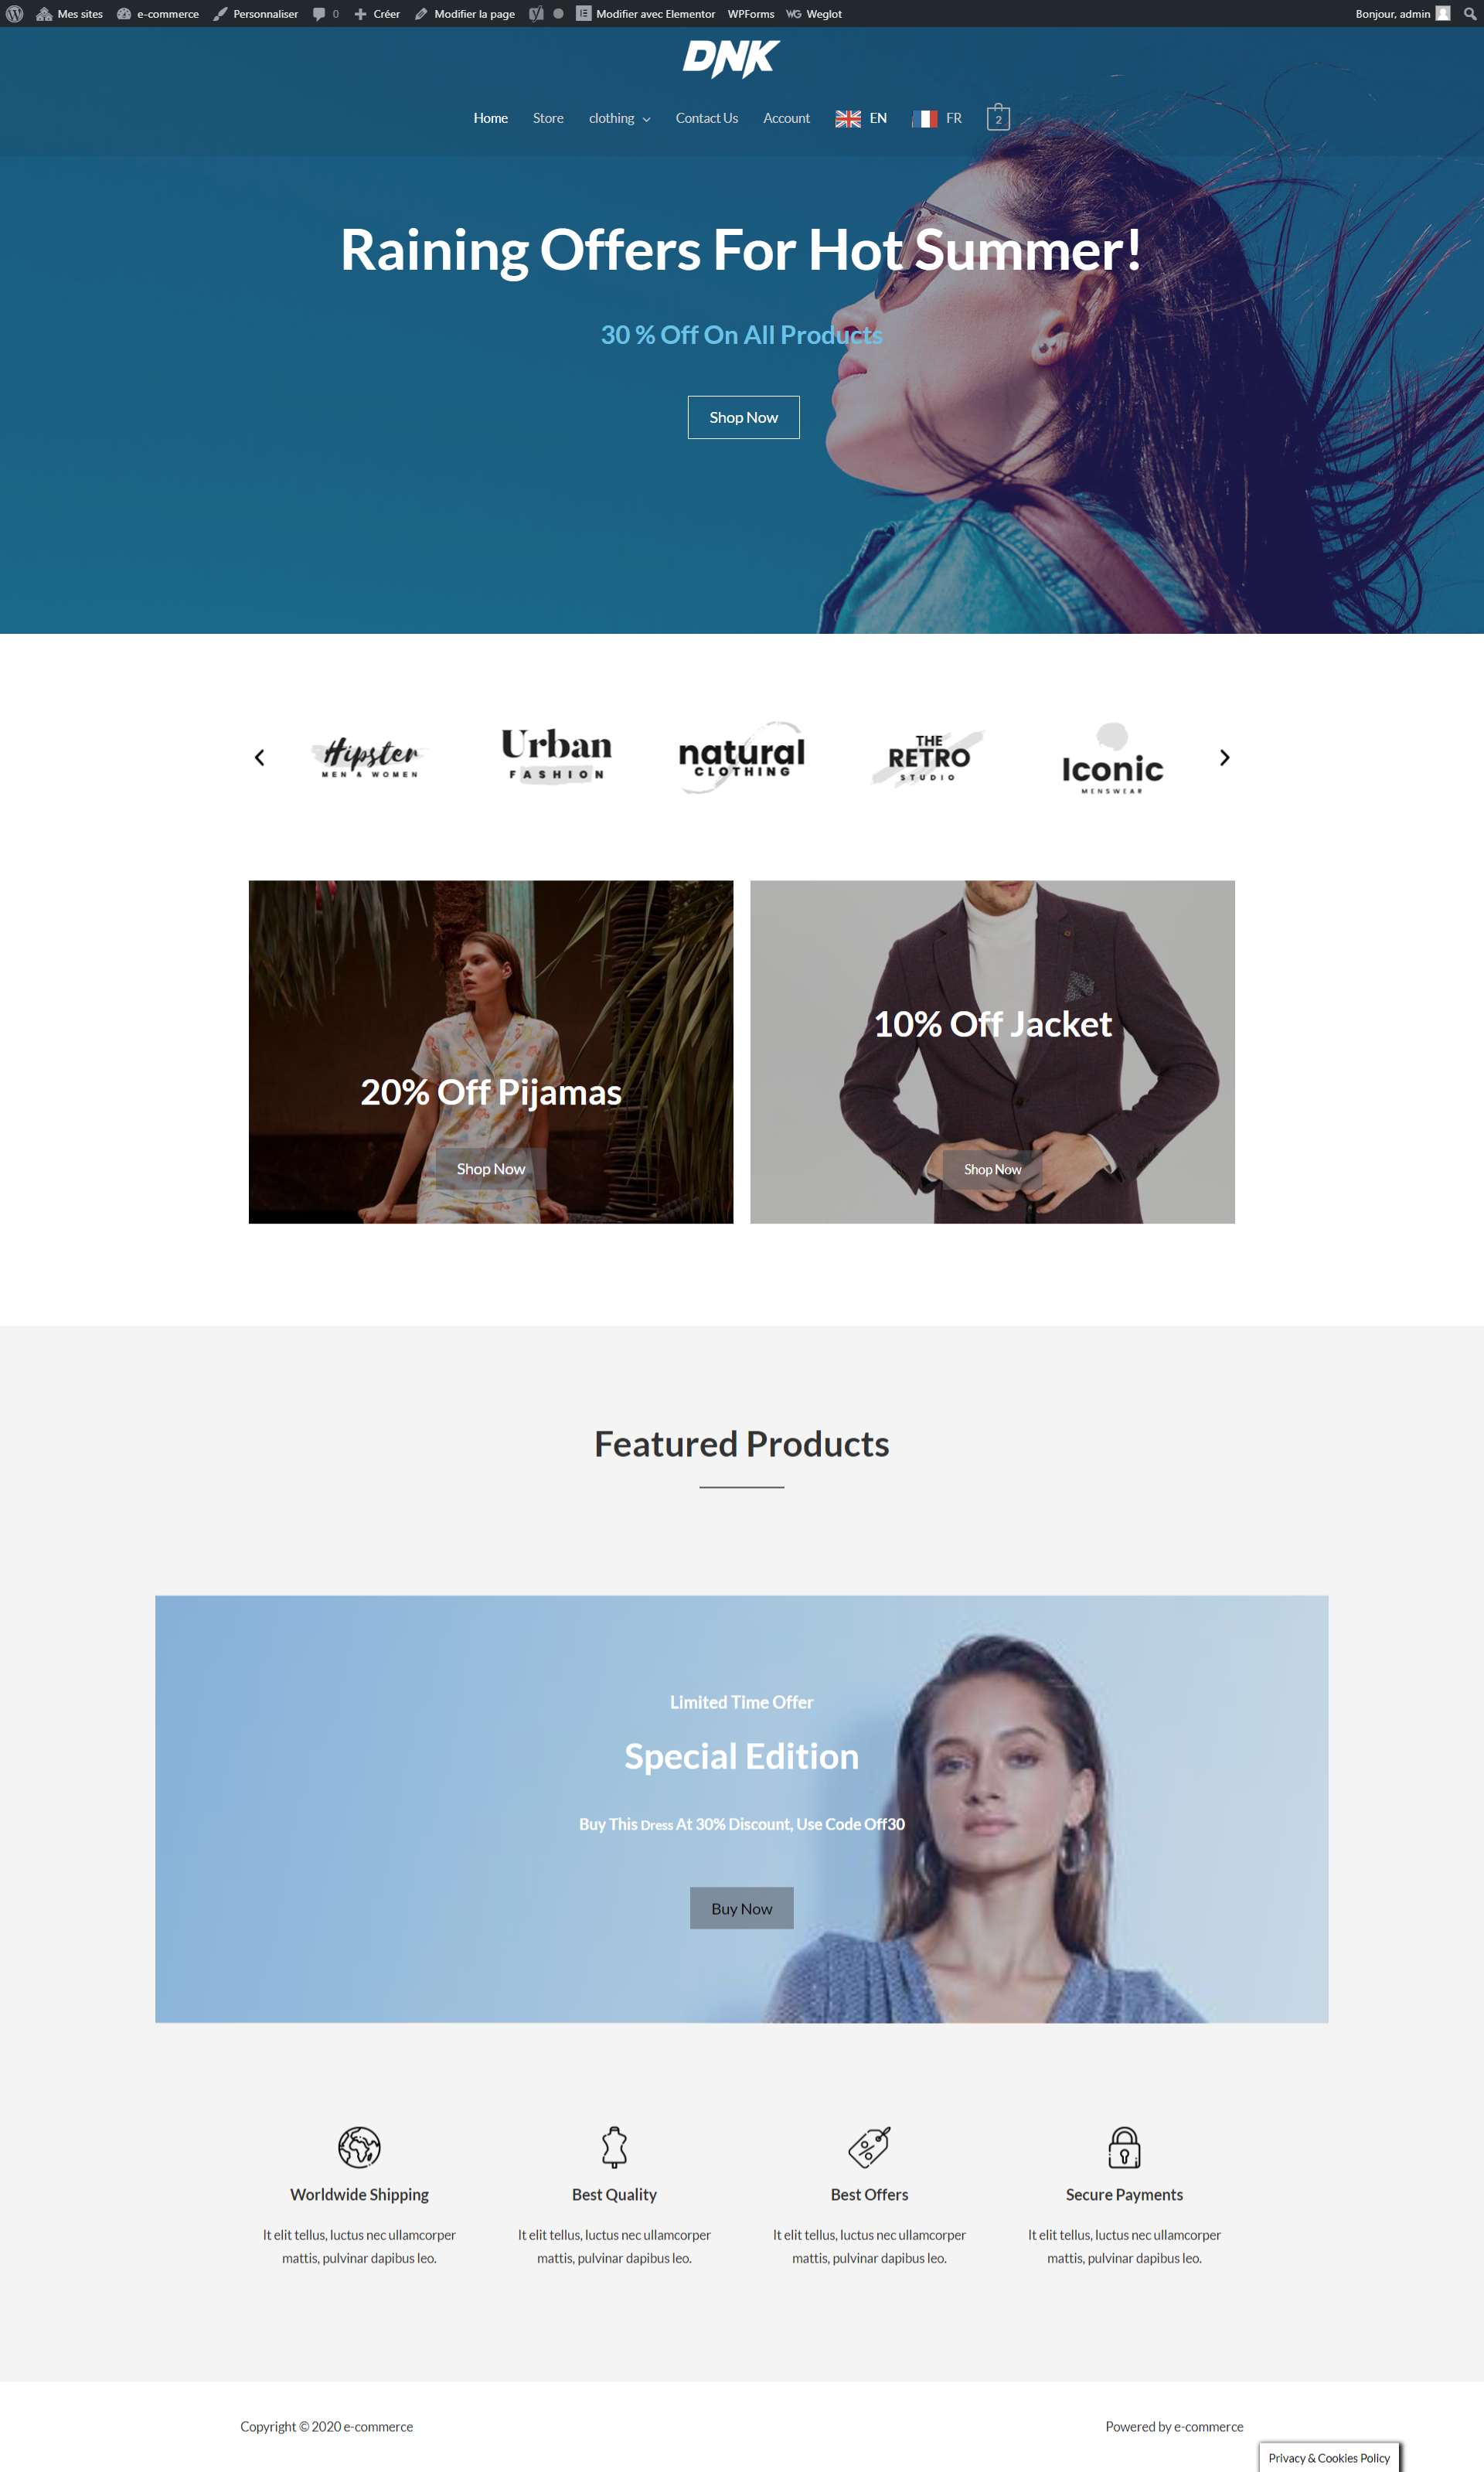 Mes sites e-commerce Personnaliser 0 Créer Modifier la page Modifier avec Elementor WPForms WG Weglot Bonjour, admin
DNK
Home Store clothing Contact Us Account EN FR 2
Raining Offers For Hot Summer!
30 % Off On All Products
Shop Now
Hipster
MEN & WOMEN
Urban
FASHION
natural
CLOTHING
THE
RETRO
STUDIO
Iconic
MENSWEAR
20% Off Pijamas
Shop Now
10% Off Jacket
Shop Now
Featured Products
Limited Time Offer
Special Edition
Buy This Dress At 30% Discount, Use Code Off30
Buy Now
Worldwide Shipping
It elit tellus, luctus nec ullamcorper
mattis, pulvinar dapibus leo.
Best Quality
It elit tellus, luctus nec ullamcorper
mattis, pulvinar dapibus leo.
Best Offers
It elit tellus, luctus nec ullamcorper
mattis, pulvinar dapibus leo.
Secure Payments
It elit tellus, luctus nec ullamcorper
mattis, pulvinar dapibus leo.
Copyright © 2020 e-commerce
Powered by e-commerce
Privacy & Cookies Policy